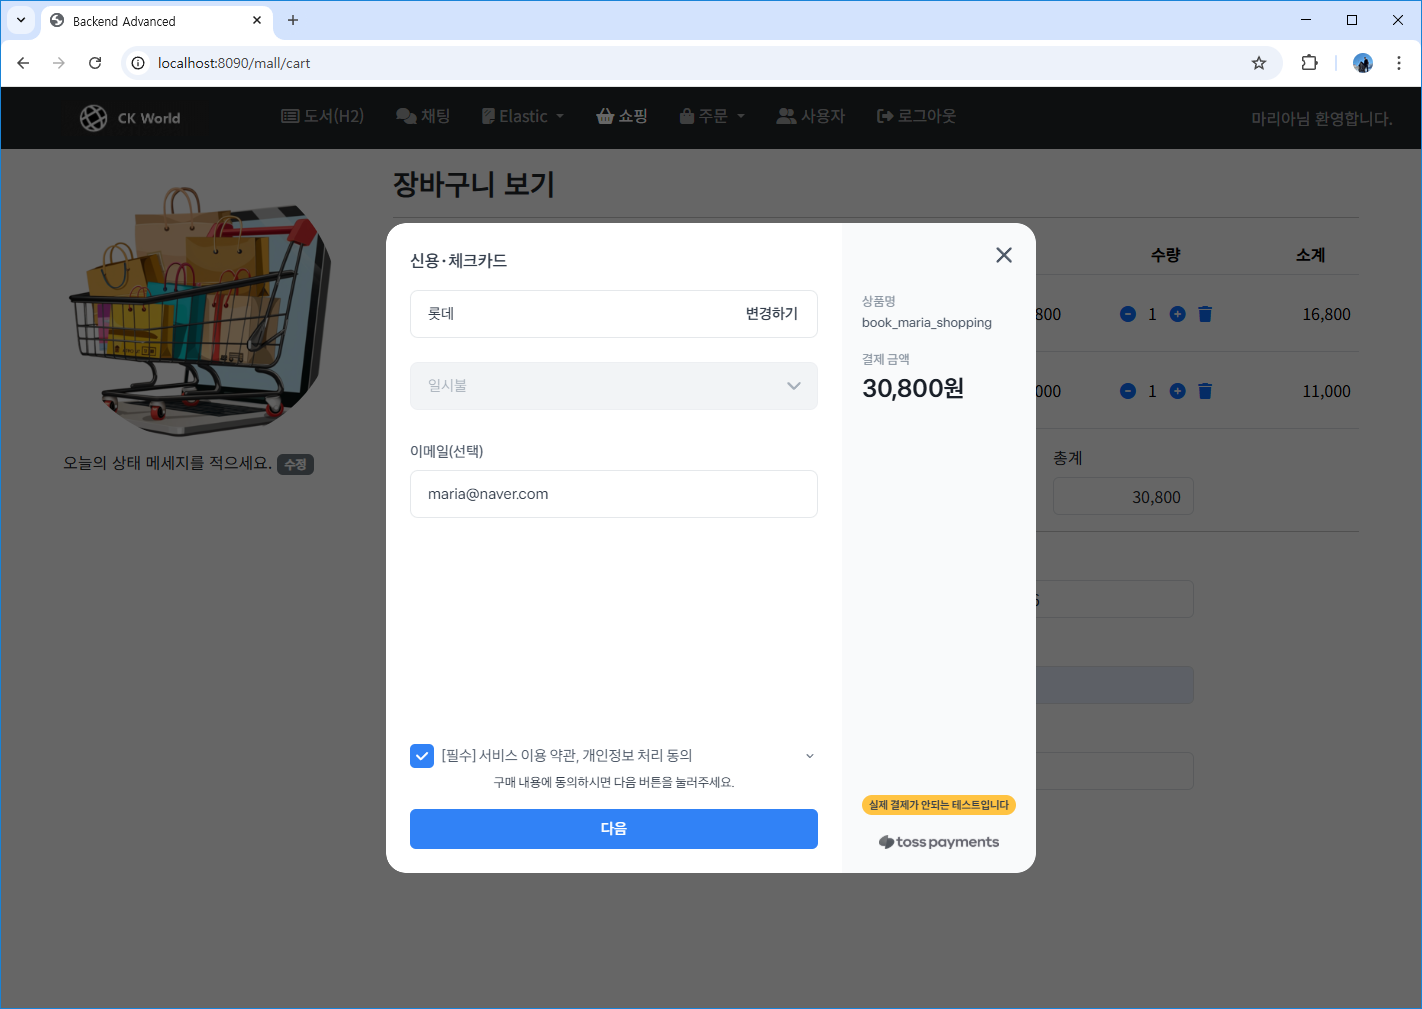 Backend Advanced
localhost:8090/mall/cart
CK World
도서(H2)
채팅
Elastic
쇼핑
주문
사용자
로그아웃
마리아님 환영합니다.
장바구니 보기
수량
소계
800
1
16,800
000
1
11,000
총계
30,800
오늘의 상태 메세지를 적으세요. 수정
신용·체크카드
롯데
변경하기
일시불
이메일(선택)
maria@naver.com
[필수] 서비스 이용 약관, 개인정보 처리 동의
구매 내용에 동의하시면 다음 버튼을 눌러주세요.
다음
상품명
book_maria_shopping
결제 금액
30,800원
실제 결제가 안되는 테스트입니다
toss payments